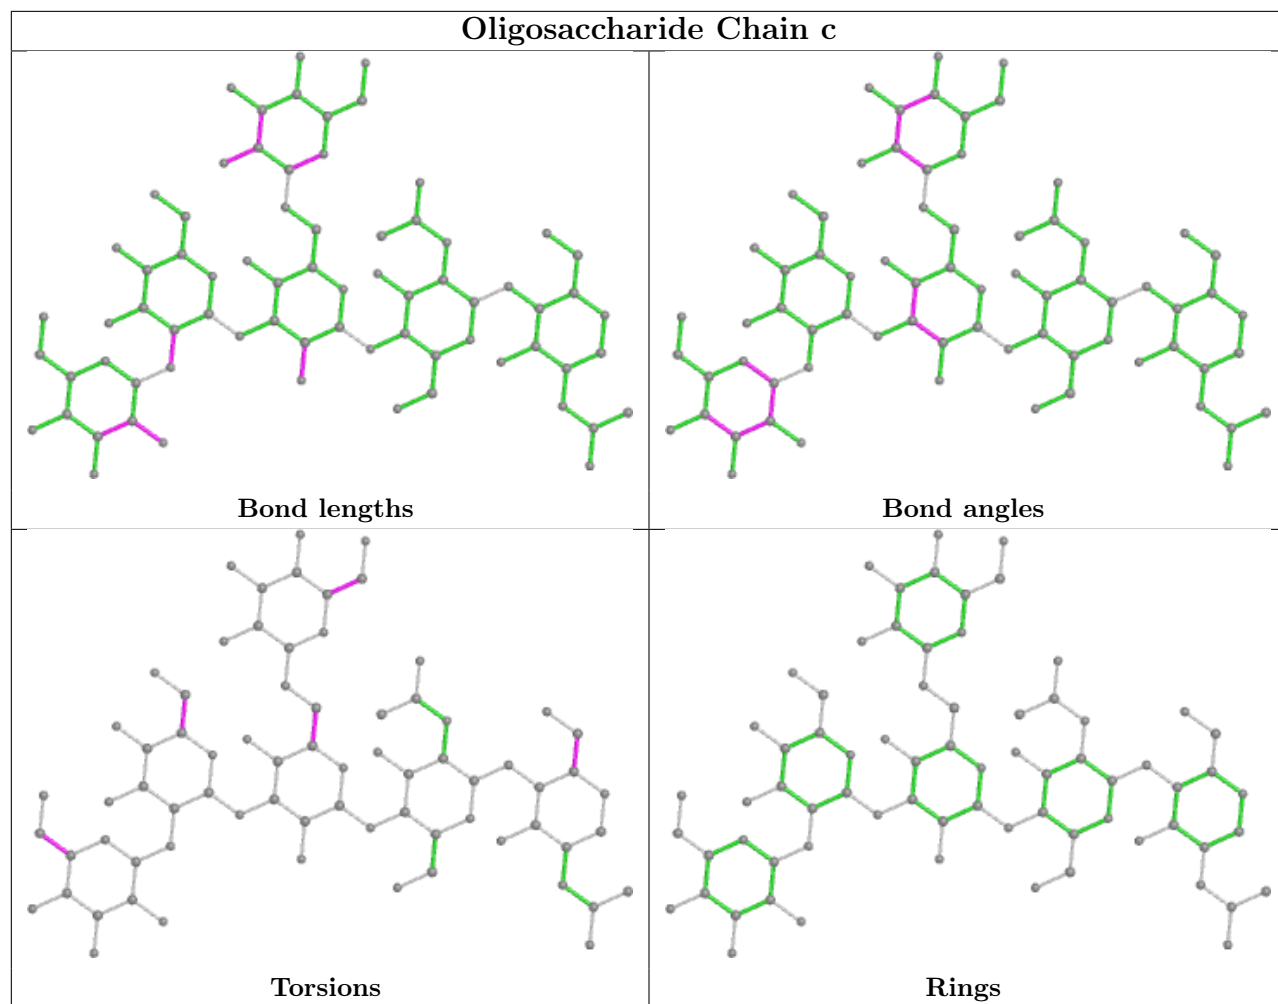 Oligosaccharide Chain c
Bond lengths
Bond angles
Torsions
Rings